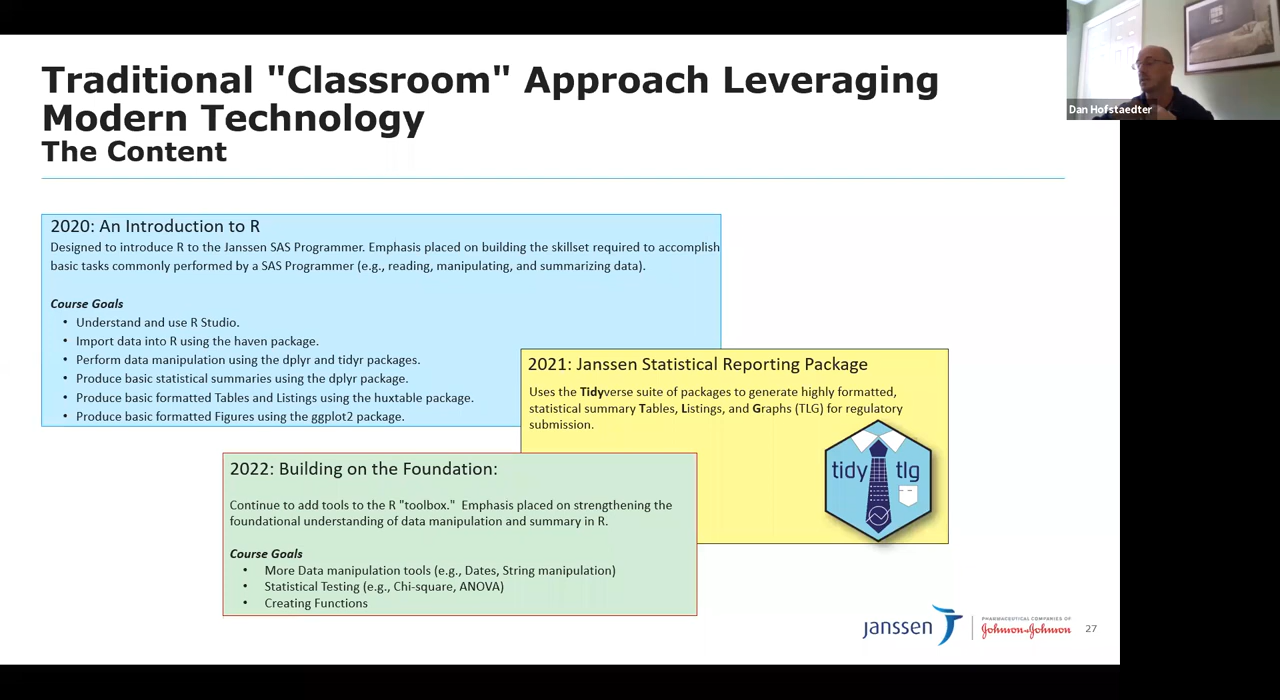 Traditional "Classroom" Approach Leveraging
Modern Technology
The Content
Dan Hofstaedter
2020: An Introduction to R
Designed to introduce R to the Janssen SAS Programmer. Emphasis placed on building the skillset required to accomplish
basic tasks commonly performed by a SAS Programmer (e.g., reading, manipulating, and summarizing data).
Course Goals
• Understand and use R Studio.
• Import data into R using the haven package.
• Perform data manipulation using the dplyr and tidyr packages.
• Produce basic statistical summaries using the dplyr package.
• Produce basic formatted Tables and Listings using the huxtable package.
• Produce basic formatted Figures using the ggplot2 package.
2021: Janssen Statistical Reporting Package
Uses the Tidyverse suite of packages to generate highly formatted,
statistical summary Tables, Listings, and Graphs (TLG) for regulatory
submission.
tidy tlg
2022: Building on the Foundation:
Continue to add tools to the R "toolbox." Emphasis placed on strengthening the
foundational understanding of data manipulation and summary in R.
Course Goals
• More Data manipulation tools (e.g., Dates, String manipulation)
• Statistical Testing (e.g., Chi-square, ANOVA)
• Creating Functions
janssen
PHARMACEUTICAL COMPANIES OF
Johnson & Johnson
27